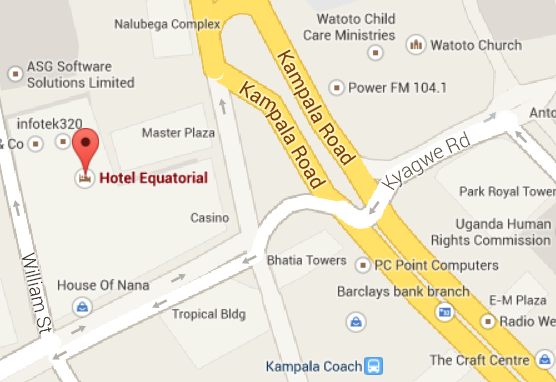 Nalubega Complex
Watoto Child
Care Ministries
Watoto Church
ASG Software
Solutions Limited
Kampala Road
Kampala Road
Power FM 104.1
infotek320
& Co
Master Plaza
Kyagwe Rd
Hotel Equatorial
Park Royal Tower
Casino
Uganda Human
Rights Commission
William St
Bhatia Towers
PC Point Computers
House Of Nana
Barclays bank branch
E-M Plaza
Tropical Bldg
Radio We
Kampala Coach
The Craft Centre